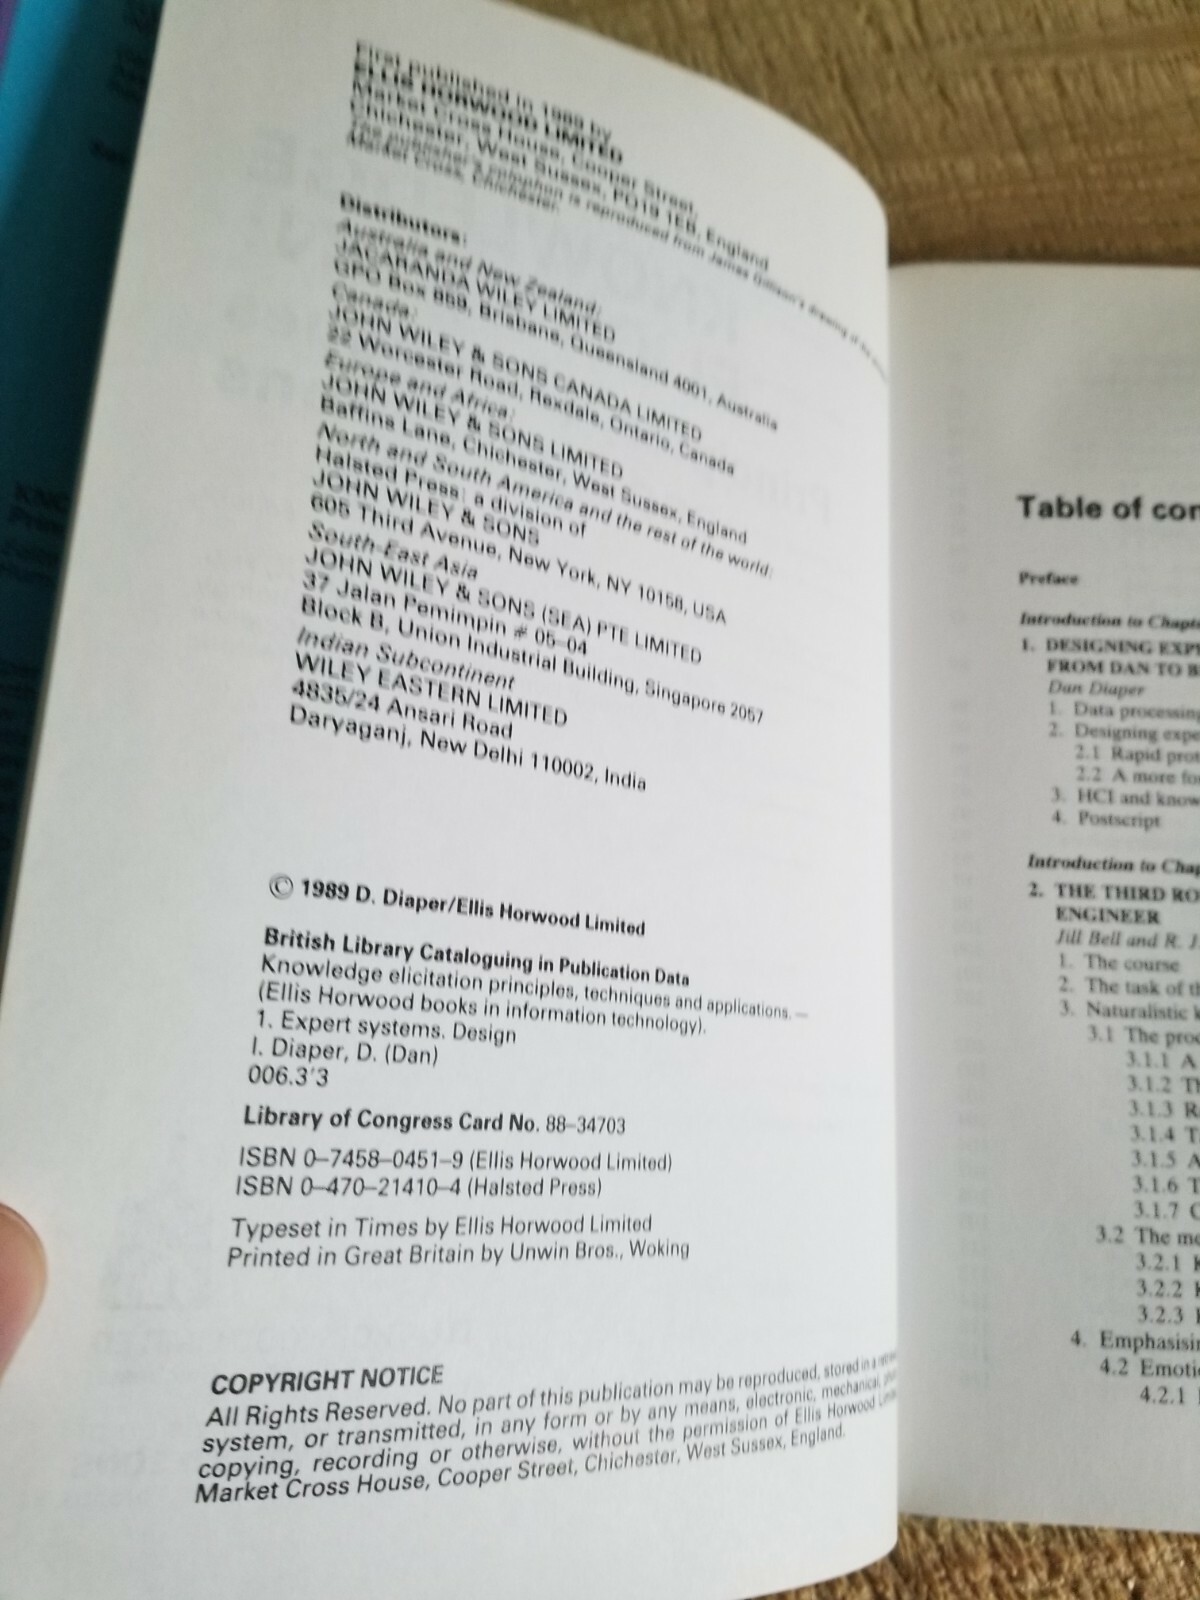 First published in 1989 by
ELLIS HORWOOD LIMITED
Market Cross House, Cooper Street,
Chichester, West Sussex, PO19 1EB, England
The publisher's colophon is reproduced from James Gillison's drawing of the
Market Cross, Chichester.
Distributors:
Australia and New Zealand:
JACARANDA WILEY LIMITED
GPO Box 859, Brisbane, Queensland 4001, Australia
Canada:
JOHN WILEY & SONS CANADA LIMITED
22 Worcester Road, Rexdale, Ontario, Canada
Europe and Africa:
JOHN WILEY & SONS LIMITED
Baffins Lane, Chichester, West Sussex, England
North and South America and the rest of the world:
Halsted Press: a division of
JOHN WILEY & SONS
605 Third Avenue, New York, NY 10158, USA
South-East Asia
JOHN WILEY & SONS (SEA) PTE LIMITED
37 Jalan Pemimpin # 05–04
Block B, Union Industrial Building, Singapore 2057
Indian Subcontinent
WILEY EASTERN LIMITED
4835/24 Ansari Road
Daryaganj, New Delhi 110002, India
© 1989 D. Diaper/Ellis Horwood Limited
British Library Cataloguing in Publication Data
Knowledge elicitation principles, techniques and applications. —
(Ellis Horwood books in information technology).
1. Expert systems. Design
I. Diaper, D. (Dan)
006.3'3
Library of Congress Card No. 88–34703
ISBN 0–7458–0451–9 (Ellis Horwood Limited)
ISBN 0–470–21410–4 (Halsted Press)
Typeset in Times by Ellis Horwood Limited
Printed in Great Britain by Unwin Bros., Woking
COPYRIGHT NOTICE
All Rights Reserved. No part of this publication may be reproduced, stored in a
system, or transmitted, in any form or by any means, electronic, mechanical,
copying, recording or otherwise, without the permission of Ellis Horwood
Market Cross House, Cooper Street, Chichester, West Sussex, England.
Table of con
Preface
Introduction to Chapte
1. DESIGNING EXPE
FROM DAN TO B
Dan Diaper
1. Data processing
2. Designing expe
2.1 Rapid prot
2.2 A more fo
3. HCI and know
4. Postscript
Introduction to Chap
2. THE THIRD RO
ENGINEER
Jill Bell and R. J.
1. The course
2. The task of th
3. Naturalistic k
3.1 The proc
3.1.1 A
3.1.2 Th
3.1.3 R
3.1.4 T
3.1.5 A
3.1.6 T
3.1.7 C
3.2 The me
3.2.1
3.2.2
3.2.3
4. Emphasisin
4.2 Emotio
4.2.1